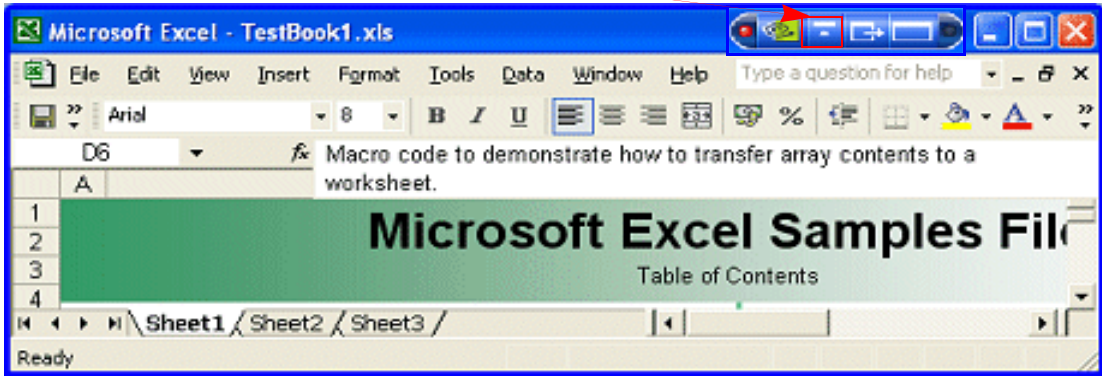 Microsoft Excel - TestBook1.xls
File Edit View Insert Format Tools Data Window Help Type a question for help
Arial 8 B I U %
D6 fx Macro code to demonstrate how to transfer array contents to a
worksheet.
A
1
2 Microsoft Excel Samples File
3 Table of Contents
4
Sheet1 / Sheet2 / Sheet3 /
Ready